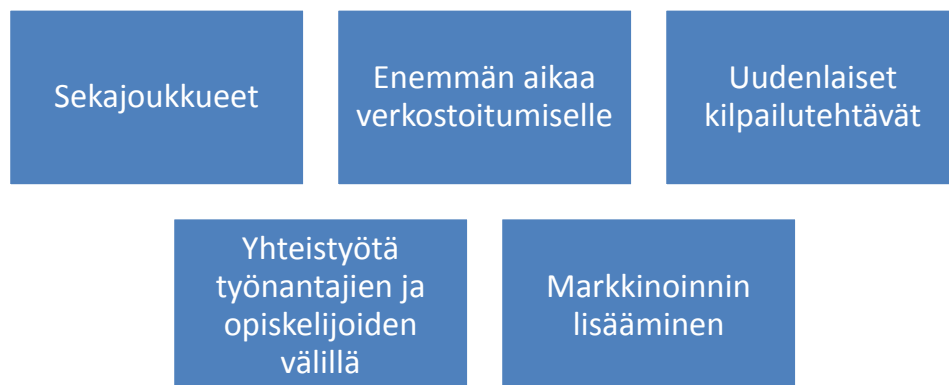 Sekajoukkueet
Enemmän aikaa
verkostoitumiselle
Uudenlaiset
kilpailutehtävät
Yhteistyötä
työnantajien ja
opiskelijoiden
välillä
Markkinoinnin
lisääminen